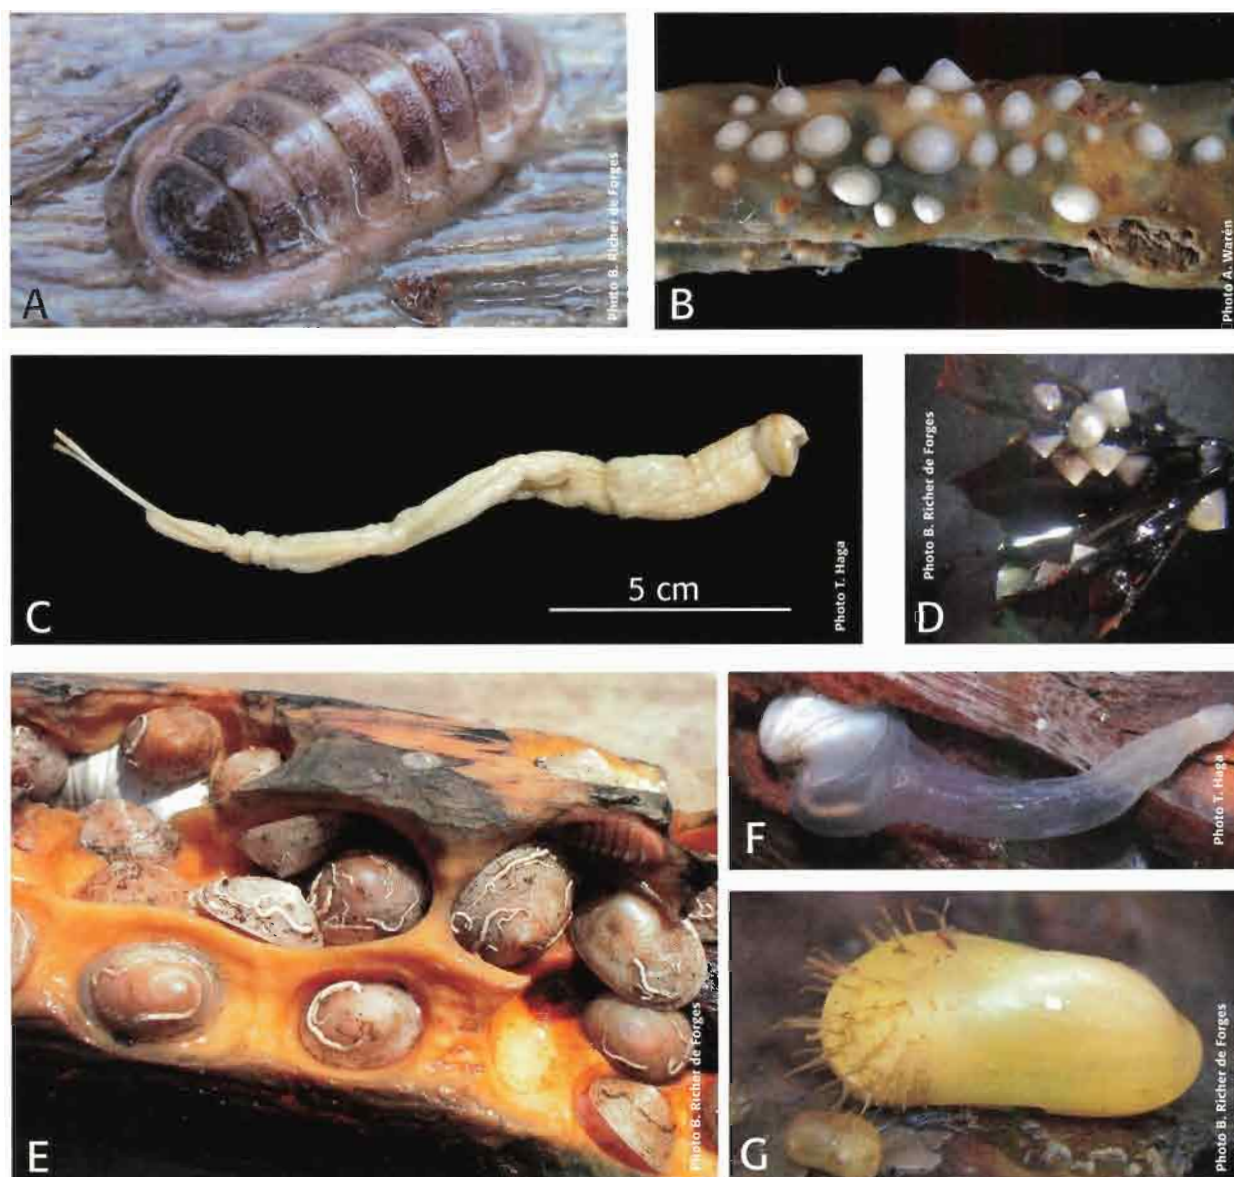 A
Photo B. Richer de Forges
B
Photo A. Warén
C
5 cm
Photo T. Haga
Photo B. Richer de Forges
D
E
Photo B. Richer de Forges
F
Photo T. Haga
G
Photo B. Richer de Forges